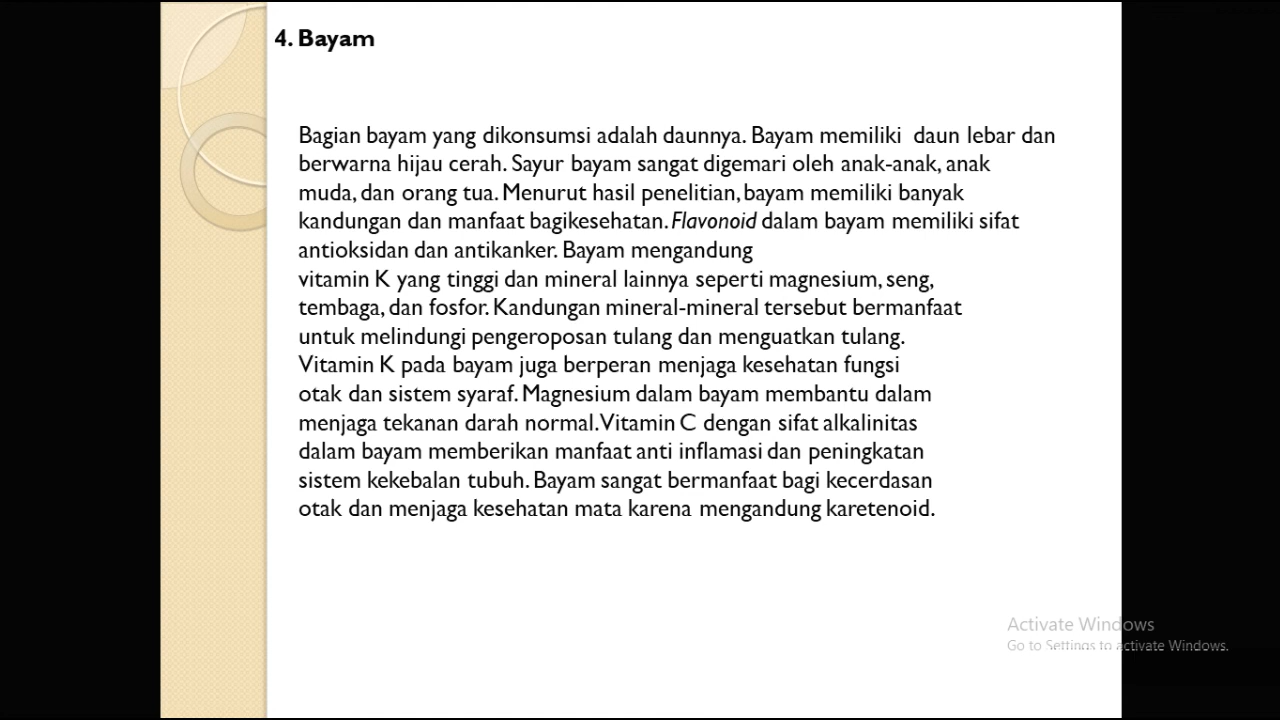 4. Bayam
Bagian bayam yang dikonsumsi adalah daunnya. Bayam memiliki daun lebar dan
berwarna hijau cerah. Sayur bayam sangat digemari oleh anak-anak, anak
muda, dan orang tua. Menurut hasil penelitian, bayam memiliki banyak
kandungan dan manfaat bagikesehatan. Flavonoid dalam bayam memiliki sifat
antioksidan dan antikanker. Bayam mengandung
vitamin K yang tinggi dan mineral lainnya seperti magnesium, seng,
tembaga, dan fosfor. Kandungan mineral-mineral tersebut bermanfaat
untuk melindungi pengeroposan tulang dan menguatkan tulang.
Vitamin K pada bayam juga berperan menjaga kesehatan fungsi
otak dan sistem syaraf. Magnesium dalam bayam membantu dalam
menjaga tekanan darah normal. Vitamin C dengan sifat alkalinitas
dalam bayam memberikan manfaat anti inflamasi dan peningkatan
sistem kekebalan tubuh. Bayam sangat bermanfaat bagi kecerdasan
otak dan menjaga kesehatan mata karena mengandung karetenoid.
Activate Windows
Go to Settings to activate Windows.